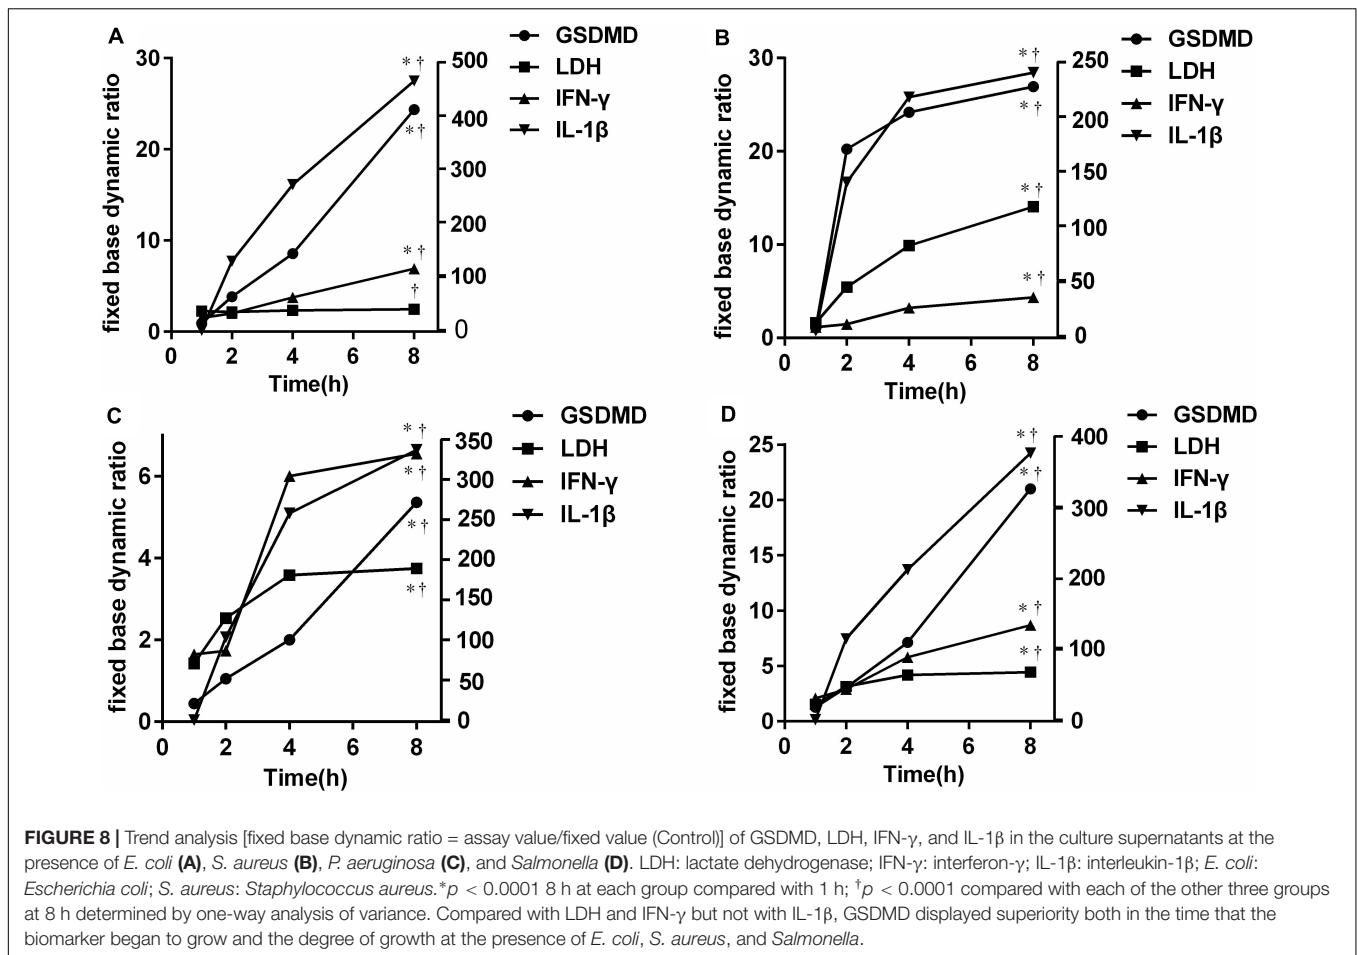 A
GSDMD
LDH
IFN-γ
IL-1β
fixed base dynamic ratio
30
20
10
0
500
400
300
200
100
0
* †
* †
* †
†
0 2 4 6 8
Time(h)
B
GSDMD
LDH
IFN-γ
IL-1β
fixed base dynamic ratio
30
20
10
0
250
200
150
100
50
0
* †
* †
* †
* †
0 2 4 6 8
Time(h)
C
GSDMD
LDH
IFN-γ
IL-1β
fixed base dynamic ratio
6
4
2
0
350
300
250
200
150
100
50
0
* †
* †
* †
* †
0 2 4 6 8
Time(h)
D
GSDMD
LDH
IFN-γ
IL-1β
fixed base dynamic ratio
25
20
15
10
5
0
400
300
200
100
0
* †
* †
* †
* †
0 2 4 6 8
Time(h)
FIGURE 8 | Trend analysis [fixed base dynamic ratio = assay value/fixed value (Control)] of GSDMD, LDH, IFN-γ, and IL-1β in the culture supernatants at the
presence of E. coli (A), S. aureus (B), P. aeruginosa (C), and Salmonella (D). LDH: lactate dehydrogenase; IFN-γ: interferon-γ; IL-1β: interleukin-1β; E. coli:
Escherichia coli; S. aureus: Staphylococcus aureus.*p < 0.0001 8 h at each group compared with 1 h; †p < 0.0001 compared with each of the other three groups
at 8 h determined by one-way analysis of variance. Compared with LDH and IFN-γ but not with IL-1β, GSDMD displayed superiority both in the time that the
biomarker began to grow and the degree of growth at the presence of E. coli, S. aureus, and Salmonella.